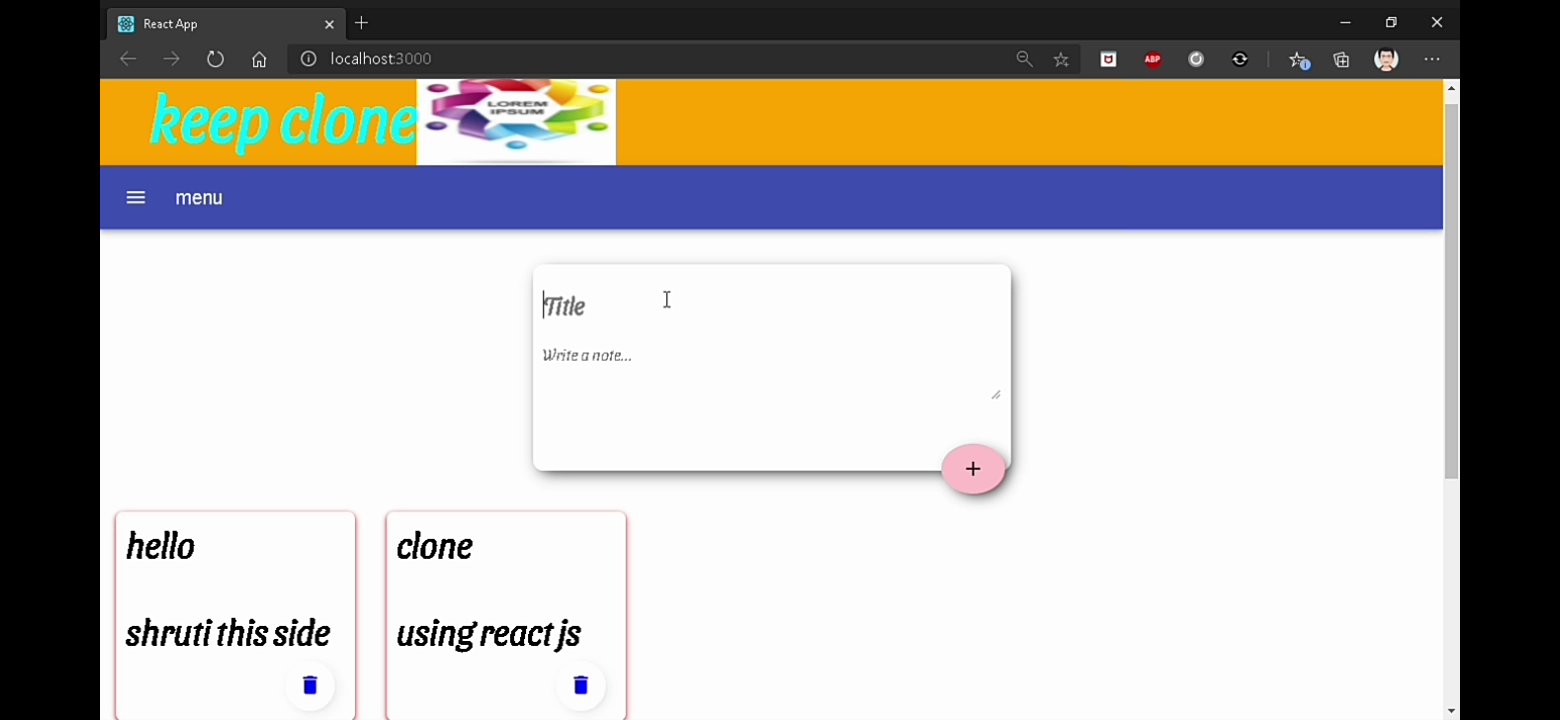 React App
localhost:3000
ABP
keep clone
LOREM
IPSUM
menu
Title
Write a note...
+
hello
shruti this side
clone
using react js